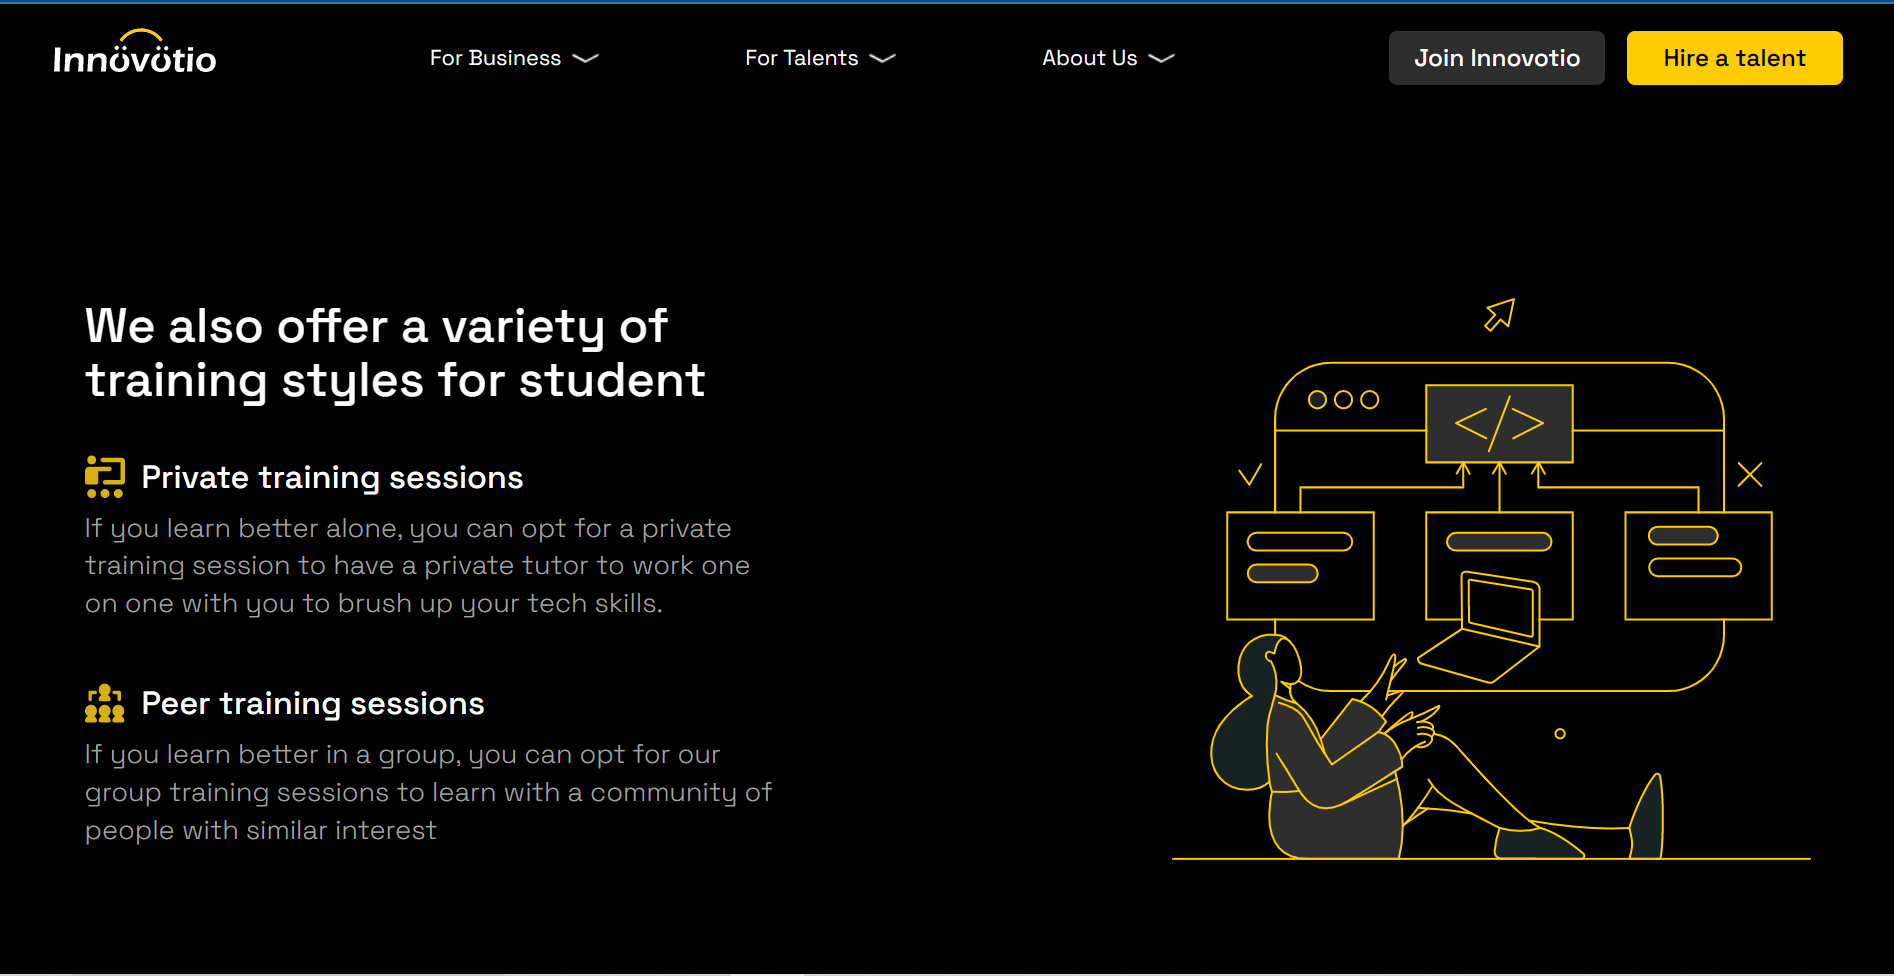 Innövötio
For Business
For Talents
About Us
Join Innovotio
Hire a talent
We also offer a variety of
training styles for student
</>
Private training sessions
If you learn better alone, you can opt for a private
training session to have a private tutor to work one
on one with you to brush up your tech skills.
Peer training sessions
If you learn better in a group, you can opt for our
group training sessions to learn with a community of
people with similar interest